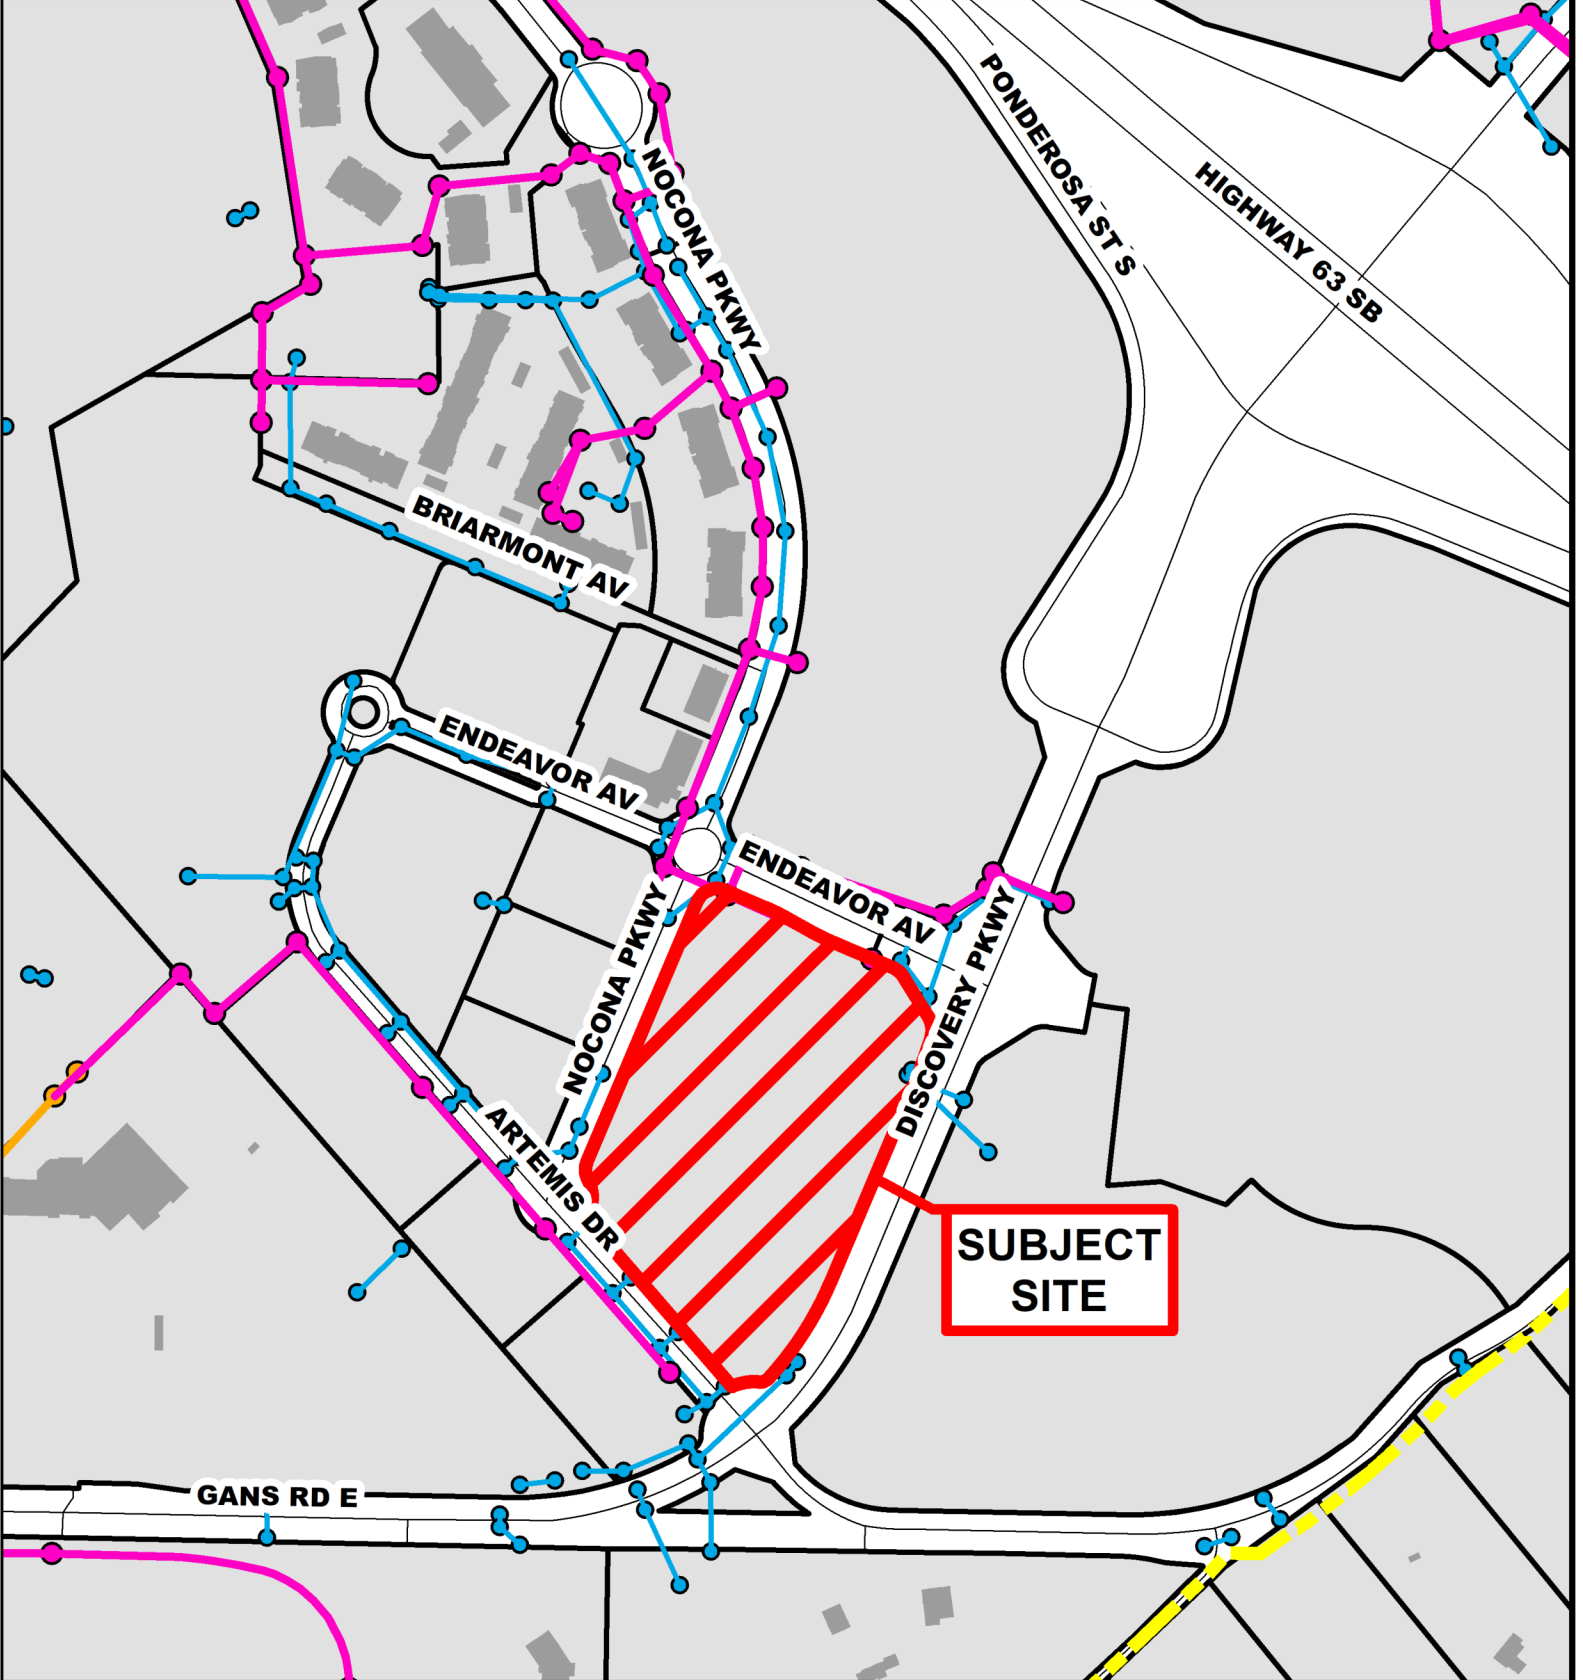 PONDEROSA ST S
HIGHWAY 63 SB
NOCONA PKWY
BRIARMONT AV
ENDEAVOR AV
ENDEAVOR AV
NOCONA PKWY
DISCOVERY PKWY
ARTEMIS DR
SUBJECT
SITE
GANS RD E